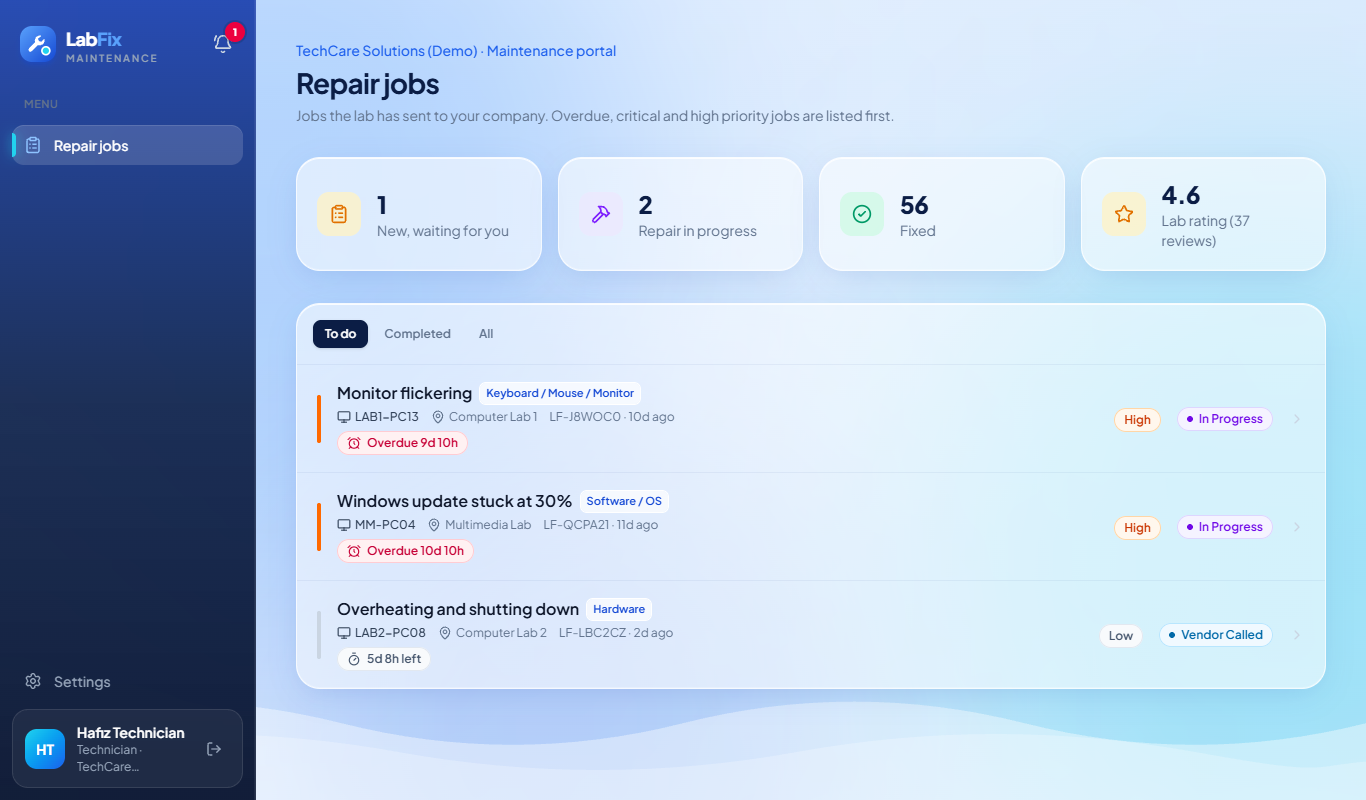 LabFix
MAINTENANCE
1
MENU
Repair jobs
Settings
HT
Hafiz Technician
Technician ·
TechCare...
TechCare Solutions (Demo) · Maintenance portal
Repair jobs
Jobs the lab has sent to your company. Overdue, critical and high priority jobs are listed first.
1
New, waiting for you
2
Repair in progress
56
Fixed
4.6
Lab rating (37
reviews)
To do Completed All
Monitor flickering Keyboard / Mouse / Monitor
LAB1-PC13 Computer Lab 1 LF-J8WOC0 · 10d ago
Overdue 9d 10h
High In Progress
Windows update stuck at 30% Software / OS
MM-PC04 Multimedia Lab LF-QCPA21 · 11d ago
Overdue 10d 10h
High In Progress
Overheating and shutting down Hardware
LAB2-PC08 Computer Lab 2 LF-LBC2CZ · 2d ago
5d 8h left
Low Vendor Called